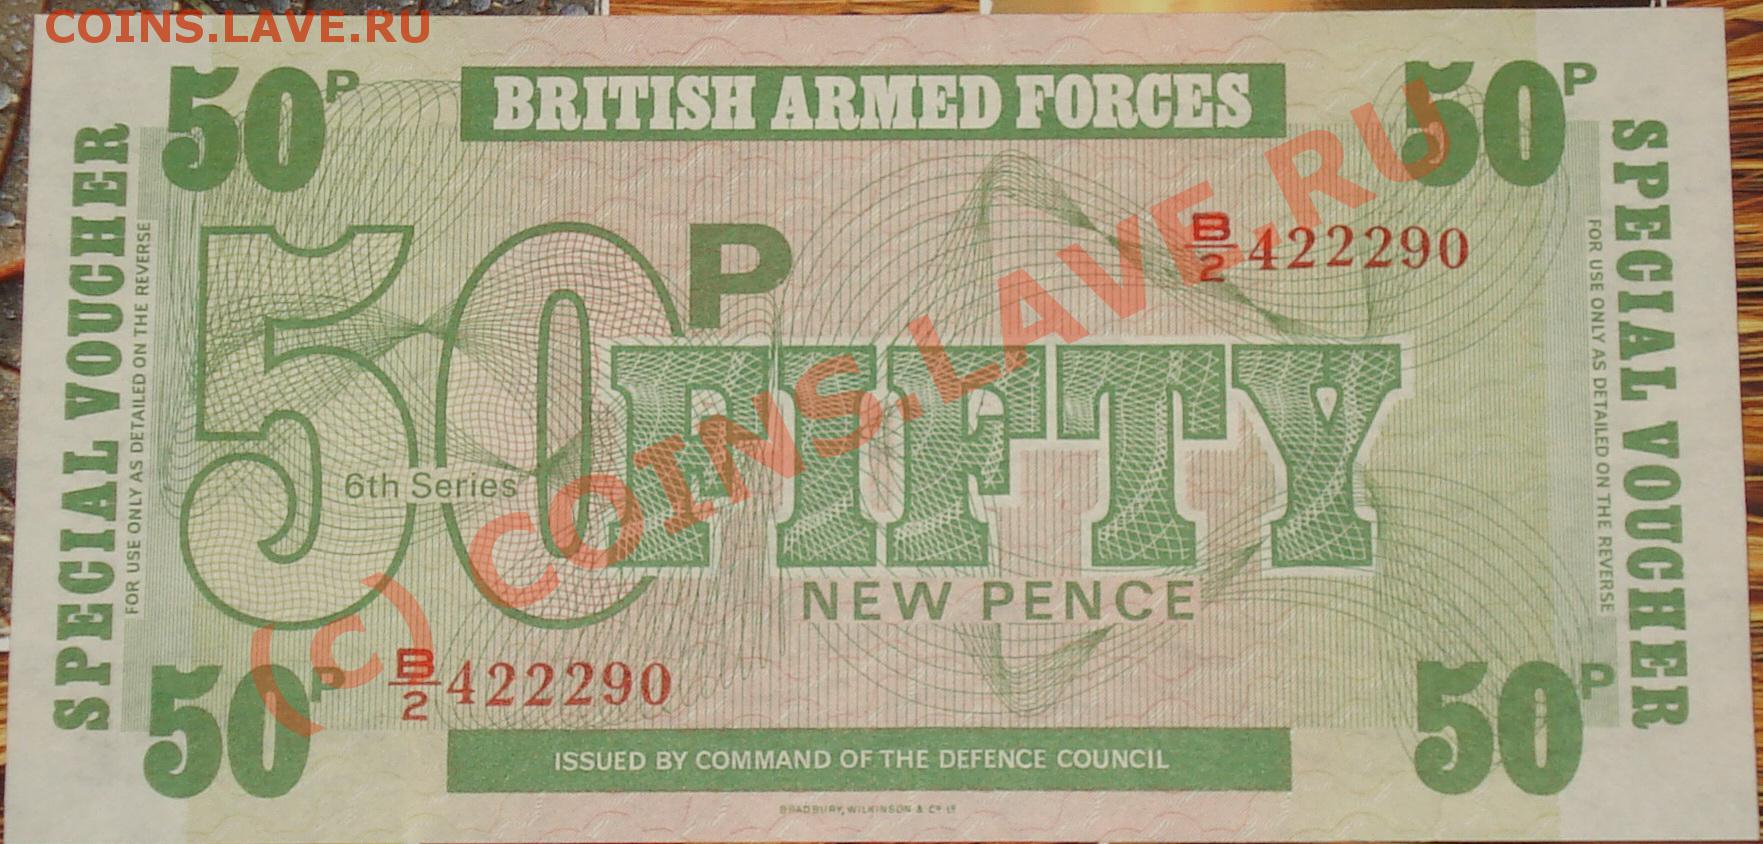 COINS.LAVE.RU
50P
BRITISH ARMED FORCES
50P
SPECIAL VOUCHER
FOR USE ONLY AS DETAILED ON THE REVERSE
50P
B/2 422290
FIFTY
6th Series
NEW PENCE
B/2 422290
50P
ISSUED BY COMMAND OF THE DEFENCE COUNCIL
50P
BRADBURY, WILKINSON & Co Ld
FOR USE ONLY AS DETAILED ON THE REVERSE
SPECIAL VOUCHER
(c) COINS.LAVE.RU